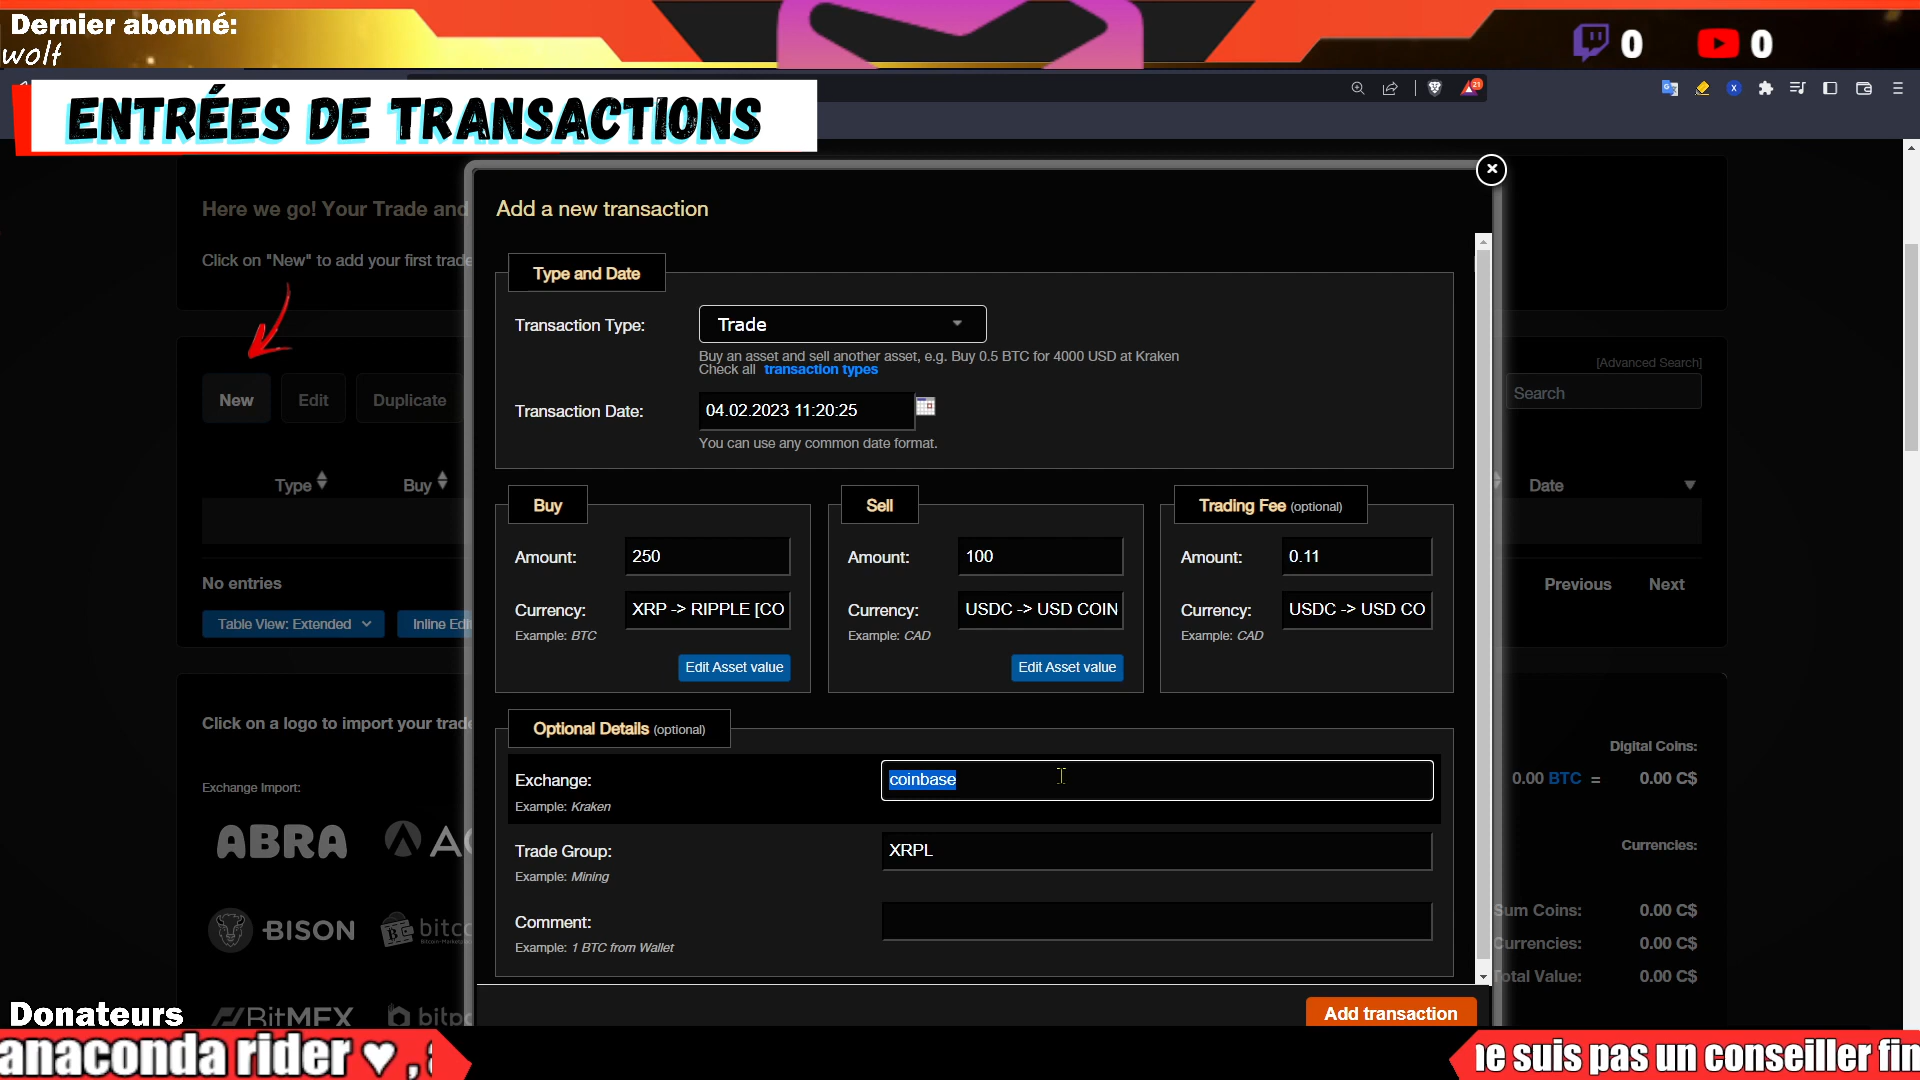 Dernier abonné:
wolf
0
0
21
ENTRÉES DE TRANSACTIONS
Here we go! Your Trade and
Click on "New" to add your first trade
New
Edit
Duplicate
Type
Buy
No entries
Table View: Extended
Inline Edit
Click on a logo to import your trade
Exchange Import:
ABRA
BISON
BitMEX
Add a new transaction
Type and Date
Transaction Type:
Trade
Buy an asset and sell another asset, e.g. Buy 0.5 BTC for 4000 USD at Kraken
Check all transaction types
Transaction Date:
04.02.2023 11:20:25
You can use any common date format.
Buy
Amount:
250
Currency:
XRP -> RIPPLE [CO
Example: BTC
Edit Asset value
Sell
Amount:
100
Currency:
USDC -> USD COIN
Example: CAD
Edit Asset value
Trading Fee (optional)
Amount:
0.11
Currency:
USDC -> USD CO
Example: CAD
Optional Details (optional)
Exchange:
coinbase
Example: Kraken
Trade Group:
XRPL
Example: Mining
Comment:
Example: 1 BTC from Wallet
Add transaction
[Advanced Search]
Search
Date
Previous
Next
Digital Coins:
0.00 BTC = 0.00 C$
Currencies:
Sum Coins: 0.00 C$
Currencies: 0.00 C$
Total Value: 0.00 C$
Donateurs
anaconda rider ♥ ,
ne suis pas un conseiller fin